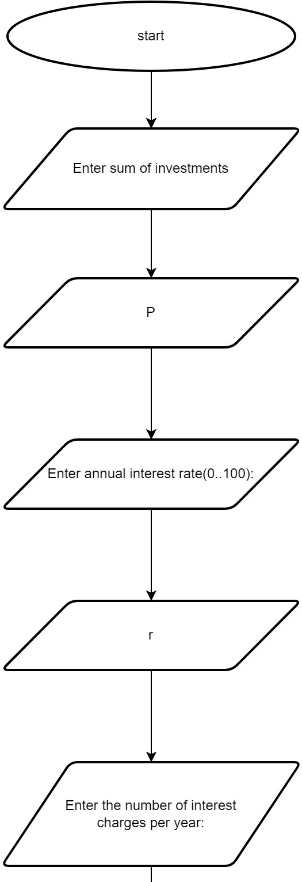 start
Enter sum of investments
P
Enter annual interest rate(0..100):
r
Enter the number of interest
charges per year: